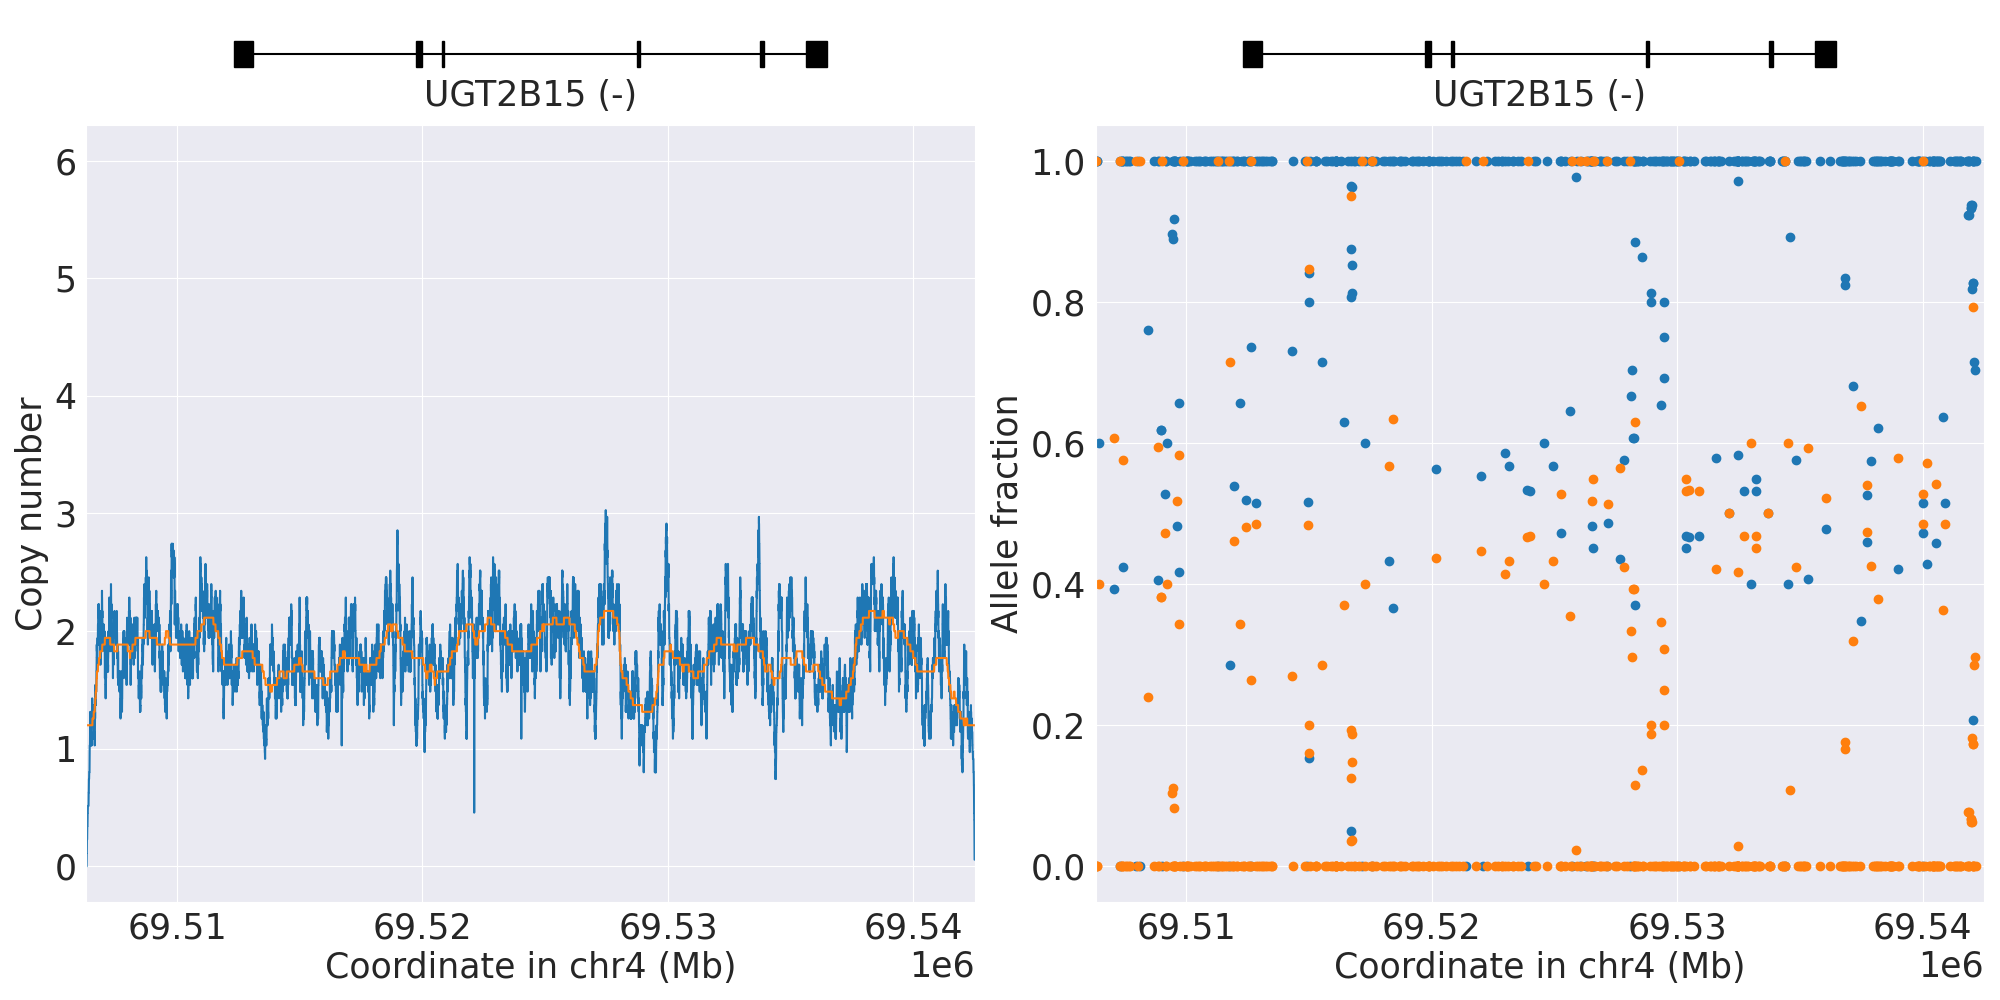 UGT2B15 (-)
6
5
4
3
2
1
0
Copy number
69.51 69.52 69.53 69.54
Coordinate in chr4 (Mb)
1e6
UGT2B15 (-)
1.0
0.8
0.6
0.4
0.2
0.0
Allele fraction
69.51 69.52 69.53 69.54
Coordinate in chr4 (Mb)
1e6